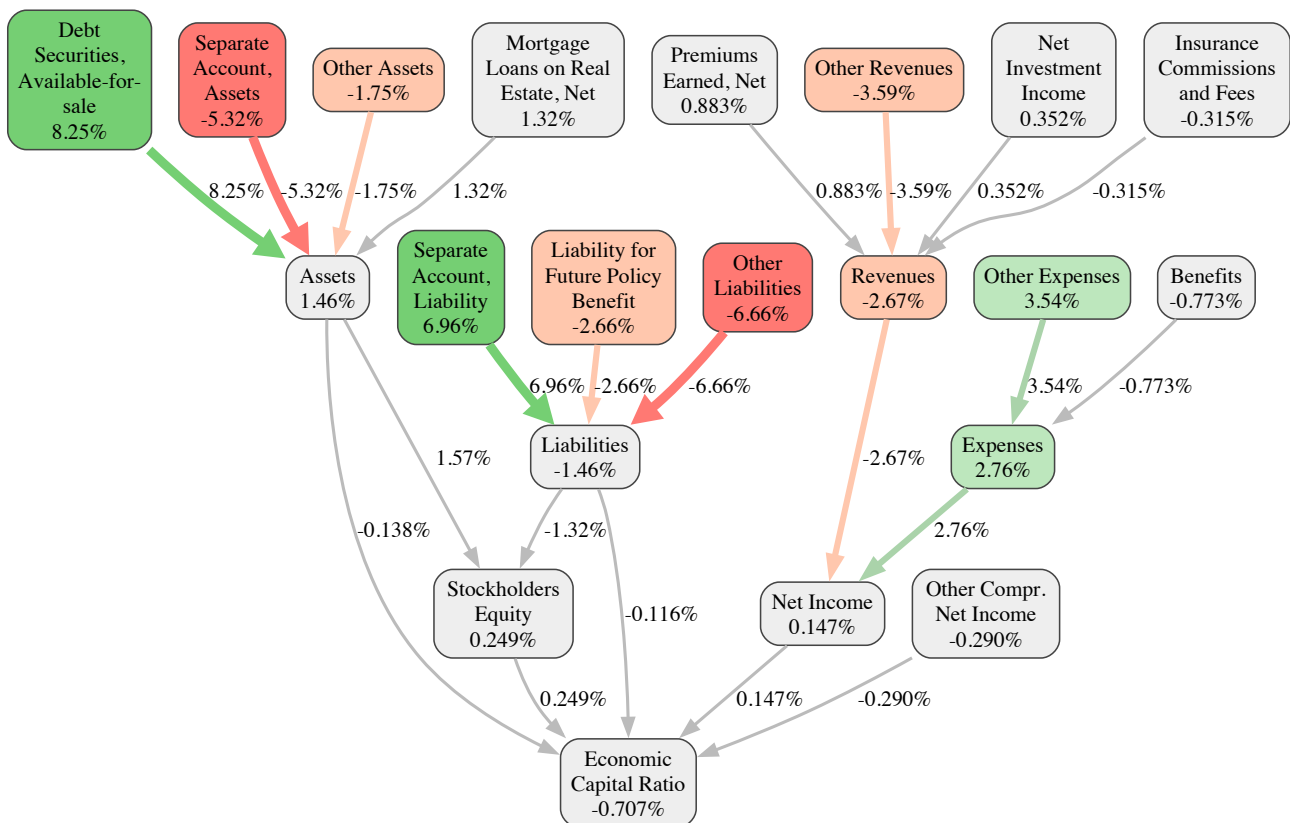 Debt
Securities,
Available-for-
sale
8.25%
Separate
Account,
Assets
-5.32%
Other Assets
-1.75%
Mortgage
Loans on Real
Estate, Net
1.32%
Premiums
Earned, Net
0.883%
Other Revenues
-3.59%
Net
Investment
Income
0.352%
Insurance
Commissions
and Fees
-0.315%
8.25%
-5.32%
-1.75%
1.32%
0.883%
-3.59%
0.352%
-0.315%
Assets
1.46%
Separate
Account,
Liability
6.96%
Liability for
Future Policy
Benefit
-2.66%
Other
Liabilities
-6.66%
Revenues
-2.67%
Other Expenses
3.54%
Benefits
-0.773%
6.96%
-2.66%
-6.66%
3.54%
-0.773%
Liabilities
-1.46%
Expenses
2.76%
1.57%
-2.67%
-0.138%
-1.32%
2.76%
Stockholders
Equity
0.249%
-0.116%
Net Income
0.147%
Other Compr.
Net Income
-0.290%
0.249%
0.147%
-0.290%
Economic
Capital Ratio
-0.707%